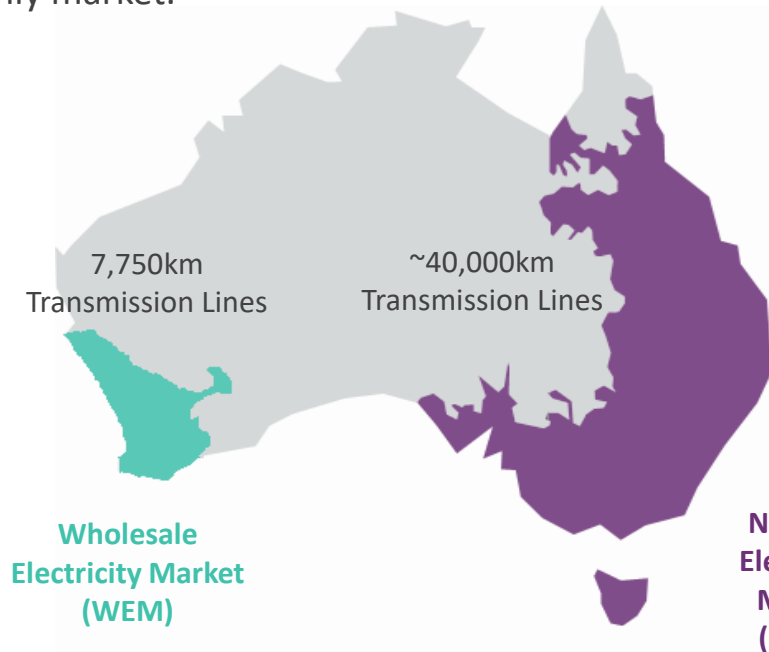 7,750km
Transmission Lines
~40,000km
Transmission Lines
Wholesale
Electricity Market
(WEM)